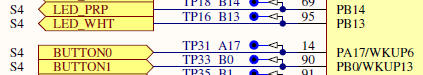 TP18 B14 69
S4 LED_PRP PB14
S4 LED_WHT TP16 B13 95 PB13
S4 BUTTON0 TP31 A17 14 PA17/WKUP6
S4 BUTTON1 TP33 B0 90 PB0/WKUP13
TP35 B1 91